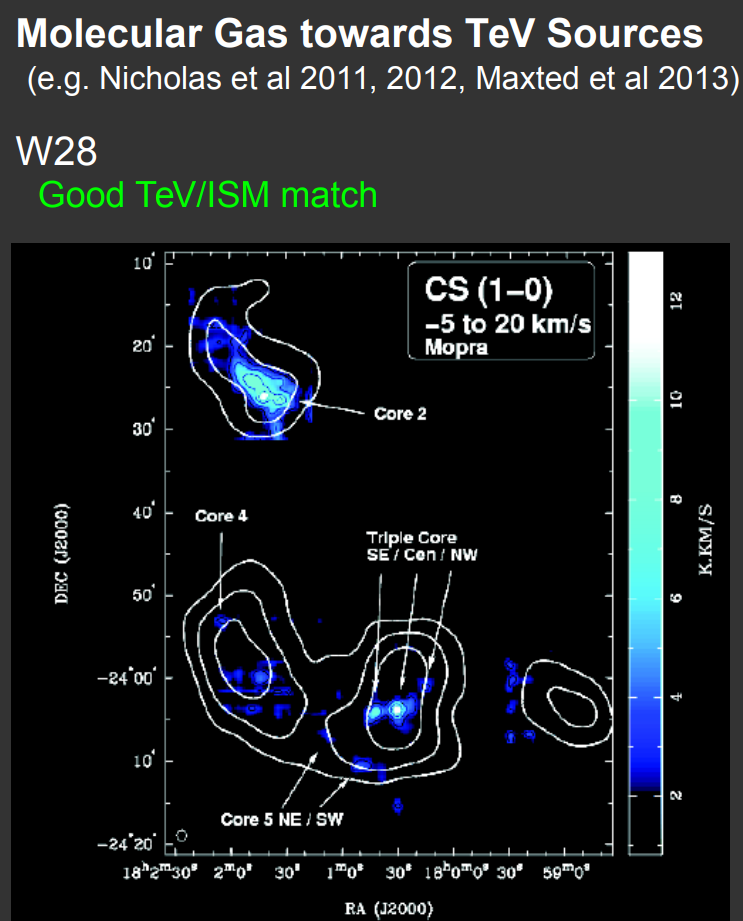 Molecular Gas towards TeV Sources
(e.g. Nicholas et al 2011, 2012, Maxted et al 2013)
W28
Good TeV/ISM match
CS (1-0)
-5 to 20 km/s
Mopra
10'
20'
30'
40'
50'
-24°00'
10'
-24°20'
DEC (J2000)
Core 2
Core 4
Triple Core
SE / Cen / NW
Core 5 NE / SW
18h2m30s 2m0s 30s 1m0s 30s 18h0m0s 30s 59m0s
RA (J2000)
12
10
8
6
4
2
K.KM/S